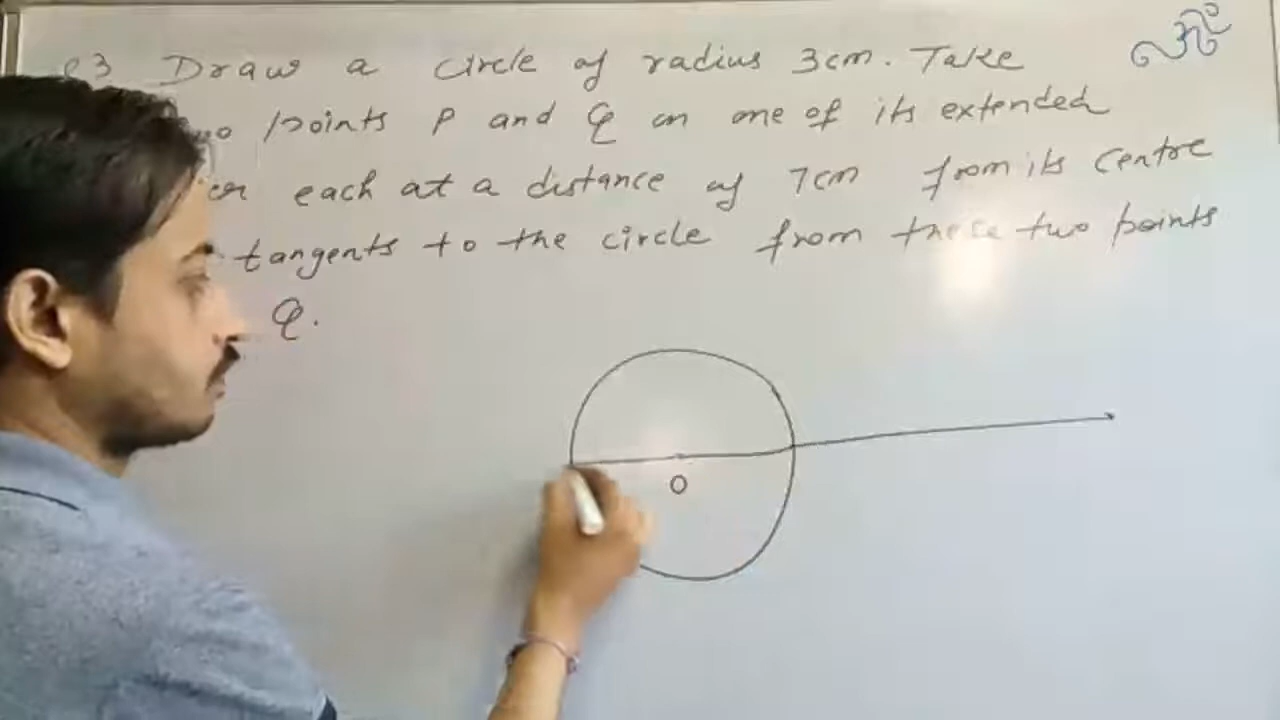 3 Draw a circle of radius 3cm. Take ॐ
points P and Q on one of its extended
each at a distance of 7cm from its centre
tangents to the circle from these two points
Q.
O